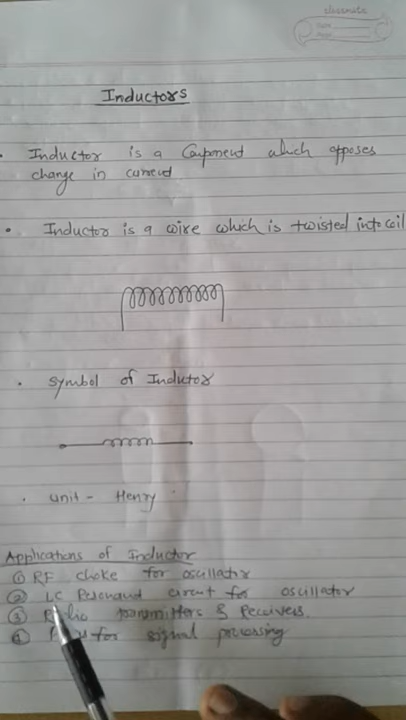 classmate
Inductors
Inductor is a Component which opposes
change in current
Inductor is a wire which is twisted into coil
Symbol of Inductor
Unit - Henry
Applications of Inductor
① RF choke for oscillator
② LC Resonant circuit for oscillator
③ transmitters & Receivers.
④ for signal processing